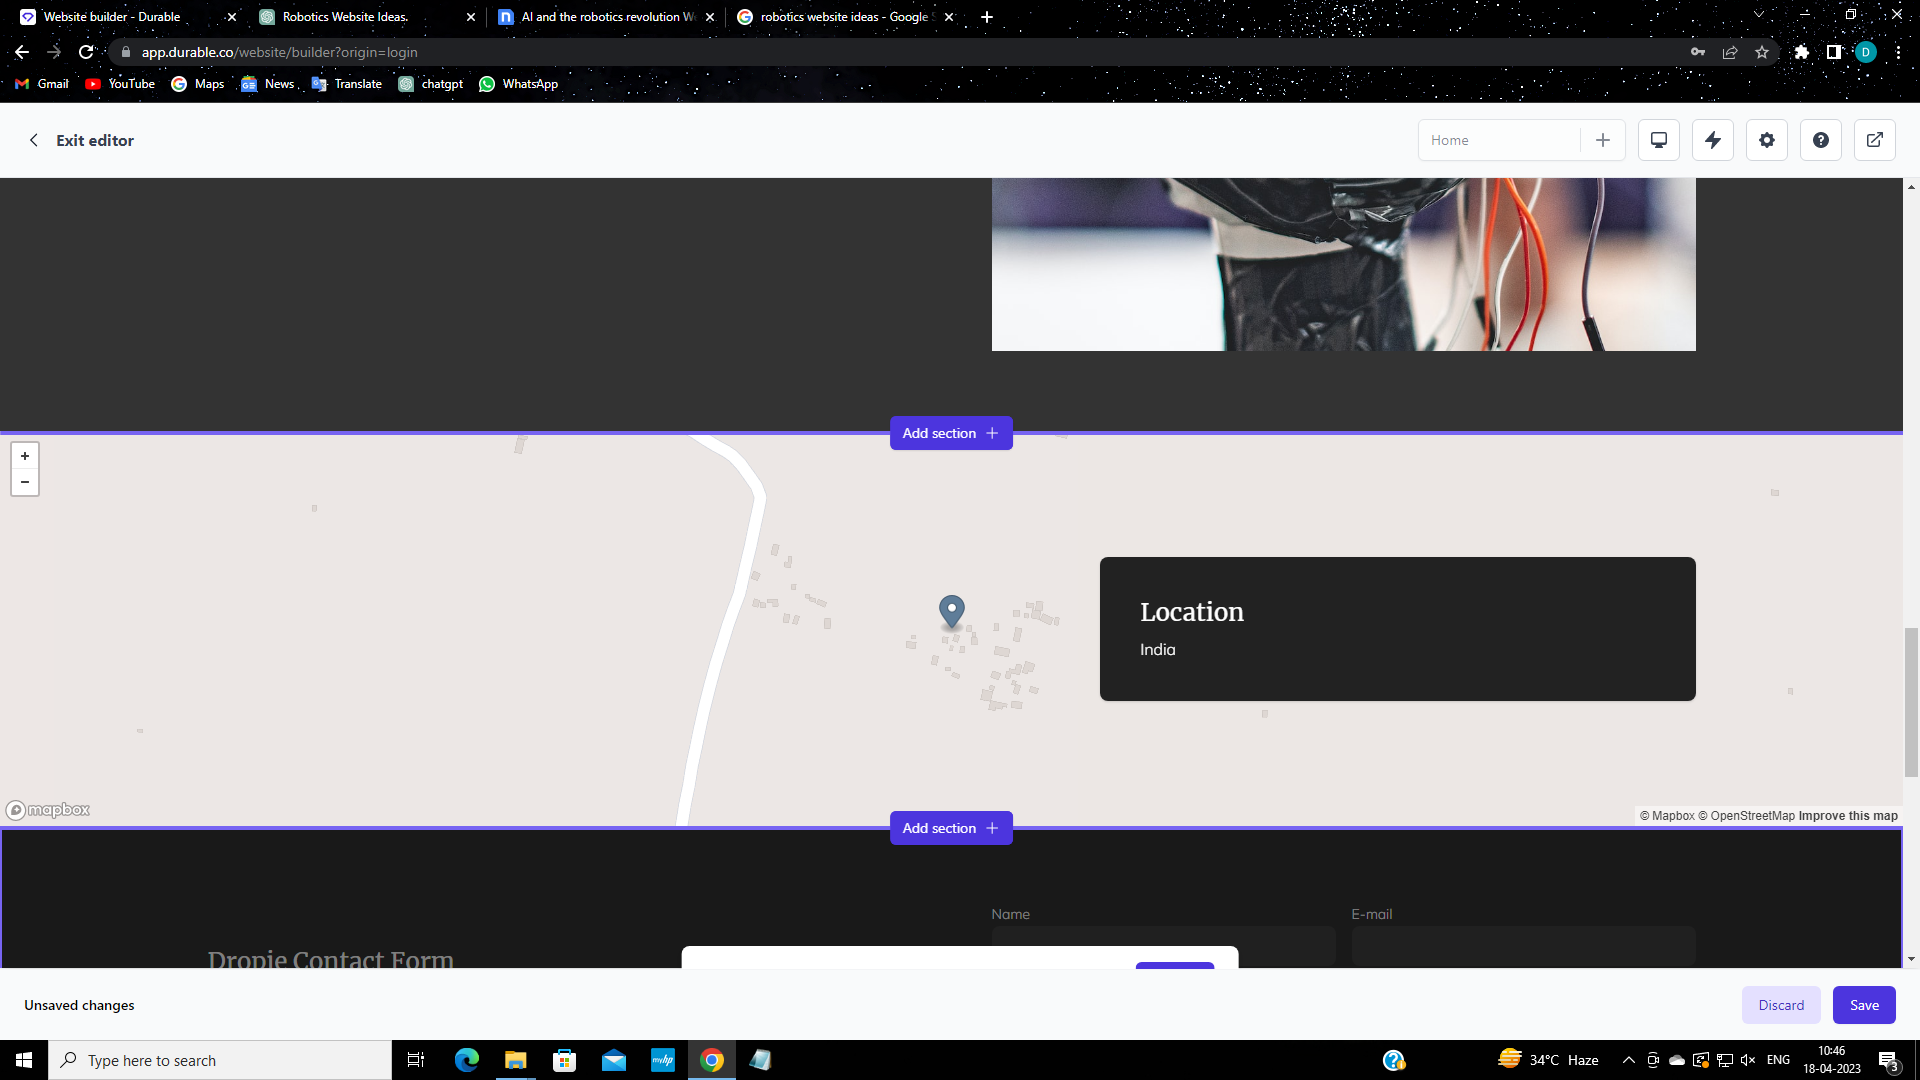 Website builder - Durable
Robotics Website Ideas.
AI and the robotics revolution W
robotics website ideas - Google S
app.durable.co/website/builder?origin=login
D
Gmail
YouTube
Maps
News
Translate
chatgpt
WhatsApp
Exit editor
Home
Add section
+
−
Location
India
mapbox
© Mapbox © OpenStreetMap Improve this map
Add section
Name
E-mail
Dropie Contact Form
Unsaved changes
Discard
Save
Type here to search
myhp
34°C Haze
ENG
10:46
18-04-2023
3